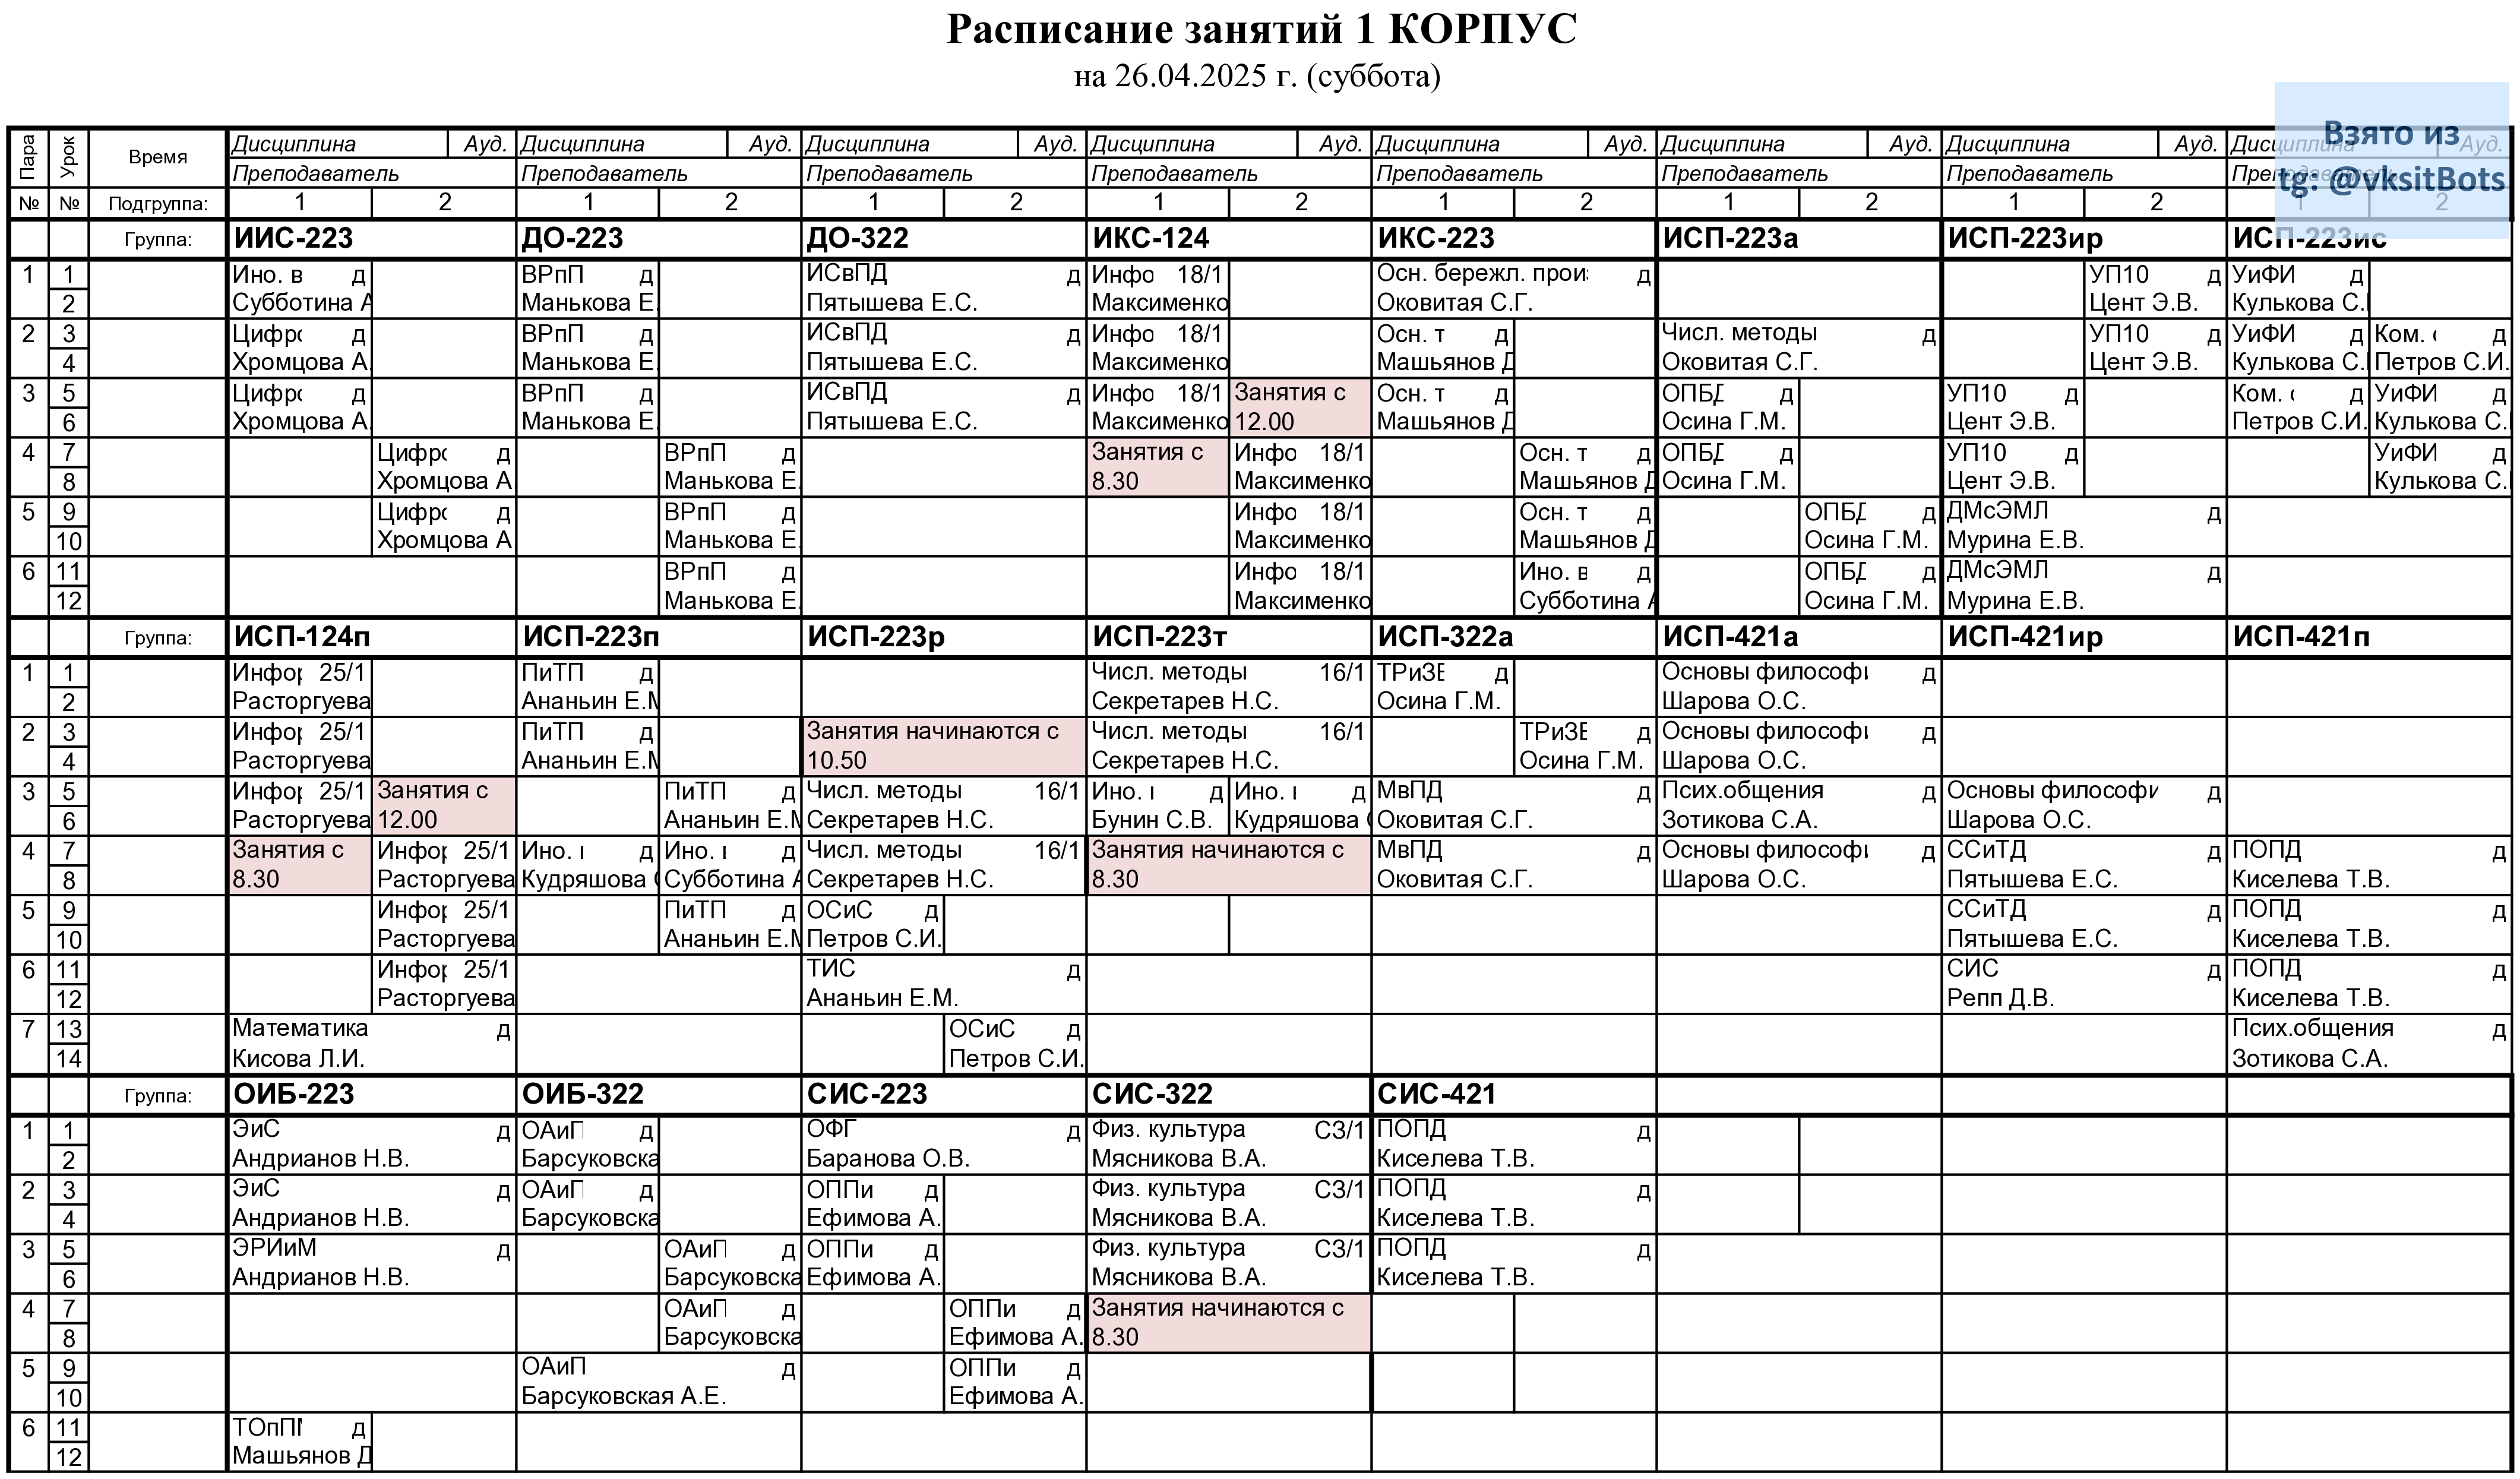 Расписание занятий 1 КОРПУС
на 26.04.2025 г. (суббота)
Взято из
tg: @vksitBots
Пара Урок Время Дисциплина Ауд. Дисциплина Ауд. Дисциплина Ауд. Дисциплина Ауд. Дисциплина Ауд. Дисциплина Ауд. Дисциплина Ауд. Дисциплина Ауд.
Преподаватель Преподаватель Преподаватель Преподаватель Преподаватель Преподаватель Преподаватель Преподаватель
№ № Подгруппа: 1 2 1 2 1 2 1 2 1 2 1 2 1 2 1 2
Группа: ИИС-223 ДО-223 ДО-322 ИКС-124 ИКС-223 ИСП-223а ИСП-223ир ИСП-223ис
1 1 Ино. в д ВРпП д ИСвПД д Инфо 18/1 Осн. бережл. прои д УП10 д УиФИ д
2 Субботина А Манькова Е. Пятышева Е.С. Максименко Оковитая С.Г. Цент Э.В. Кулькова С.
2 3 Цифр д ВРпП д ИСвПД д Инфо 18/1 Осн. т д Числ. методы д УП10 д УиФИ д Ком. д
4 Хромцова А. Манькова Е. Пятышева Е.С. Максименко Машьянов Д Оковитая С.Г. Цент Э.В. Кулькова С. Петров С.И.
3 5 Цифр д ВРпП д ИСвПД д Инфо 18/1 Занятия с Осн. т д ОПБД д УП10 д Ком. д УиФИ д
6 Хромцова А. Манькова Е. Пятышева Е.С. Максименко 12.00 Машьянов Д Осина Г.М. Цент Э.В. Петров С.И. Кулькова С.
4 7 Цифр д ВРпП д Занятия с Инфо 18/1 Осн. т д ОПБД д УП10 д УиФИ д
8 Хромцова А Манькова Е. 8.30 Максименко Машьянов Д Осина Г.М. Цент Э.В. Кулькова С.
5 9 Цифр д ВРпП д Инфо 18/1 Осн. т д ОПБД д ДМсЭМЛ д
10 Хромцова А Манькова Е. Максименко Машьянов Д Осина Г.М. Мурина Е.В.
6 11 ВРпП д Инфо 18/1 Ино. в д ОПБД д ДМсЭМЛ д
12 Манькова Е. Максименко Субботина А Осина Г.М. Мурина Е.В.
Группа: ИСП-124п ИСП-223п ИСП-223р ИСП-223т ИСП-322а ИСП-421а ИСП-421ир ИСП-421п
1 1 Инфор 25/1 ПиТП д Числ. методы 16/1 ТРиЗБ д Основы философи д
2 Расторгуева Ананьин Е.М Секретарев Н.С. Осина Г.М. Шарова О.С.
2 3 Инфор 25/1 ПиТП д Занятия начинаются с Числ. методы 16/1 ТРиЗБ д Основы философи д
4 Расторгуева Ананьин Е.М 10.50 Секретарев Н.С. Осина Г.М. Шарова О.С.
3 5 Инфор 25/1 Занятия с ПиТП д Числ. методы 16/1 Ино. д Ино. д МвПД д Псих.общения д Основы философи д
6 Расторгуева 12.00 Ананьин Е.М Секретарев Н.С. Бунин С.В. Кудряшова Оковитая С.Г. Зотикова С.А. Шарова О.С.
4 7 Занятия с Инфор 25/1 Ино. д Ино. д Числ. методы 16/1 Занятия начинаются с МвПД д Основы философи д ССиТД д ПОПД д
8 8.30 Расторгуева Кудряшова Субботина А Секретарев Н.С. 8.30 Оковитая С.Г. Шарова О.С. Пятышева Е.С. Киселева Т.В.
5 9 Инфор 25/1 ПиТП д ОСиС д ССиТД д ПОПД д
10 Расторгуева Ананьин Е.М Петров С.И. Пятышева Е.С. Киселева Т.В.
6 11 Инфор 25/1 ТИС д СИС д ПОПД д
12 Расторгуева Ананьин Е.М. Репп Д.В. Киселева Т.В.
7 13 Математика д ОСиС д Псих.общения д
14 Кисова Л.И. Петров С.И. Зотикова С.А.
Группа: ОИБ-223 ОИБ-322 СИС-223 СИС-322 СИС-421
1 1 ЭиС д ОАиП д ОФГ д Физ. культура С3/1 ПОПД д
2 Андрианов Н.В. Барсуковска Баранова О.В. Мясникова В.А. Киселева Т.В.
2 3 ЭиС д ОАиП д ОППи д Физ. культура С3/1 ПОПД д
4 Андрианов Н.В. Барсуковска Ефимова А. Мясникова В.А. Киселева Т.В.
3 5 ЭРИиМ д ОАиП д ОППи д Физ. культура С3/1 ПОПД д
6 Андрианов Н.В. Барсуковска Ефимова А. Мясникова В.А. Киселева Т.В.
4 7 ОАиП д ОППи д Занятия начинаются с
8 Барсуковска Ефимова А. 8.30
5 9 ОАиП д ОППи д
10 Барсуковская А.Е. Ефимова А.
6 11 ТОпП д
12 Машьянов Д